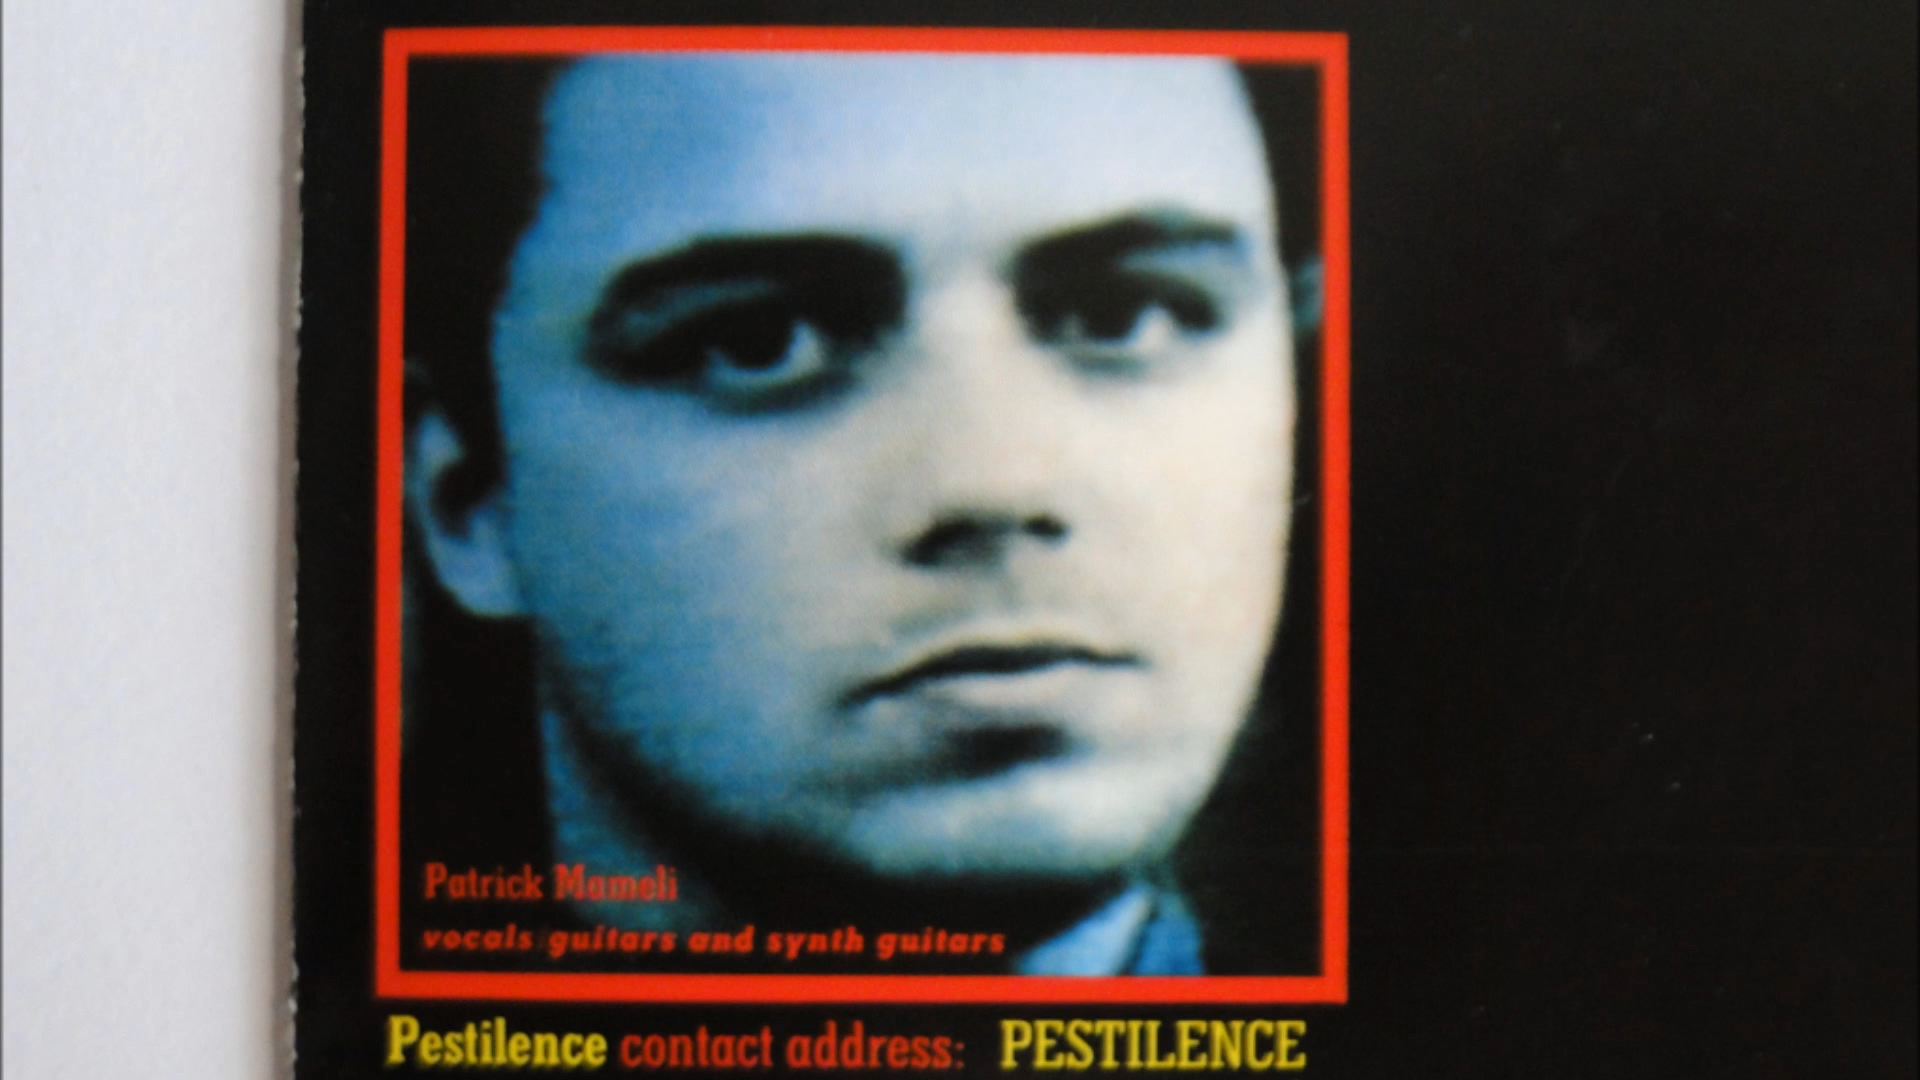 Patrick Mameli
vocals guitars and synth guitars
Pestilence contact address: PESTILENCE